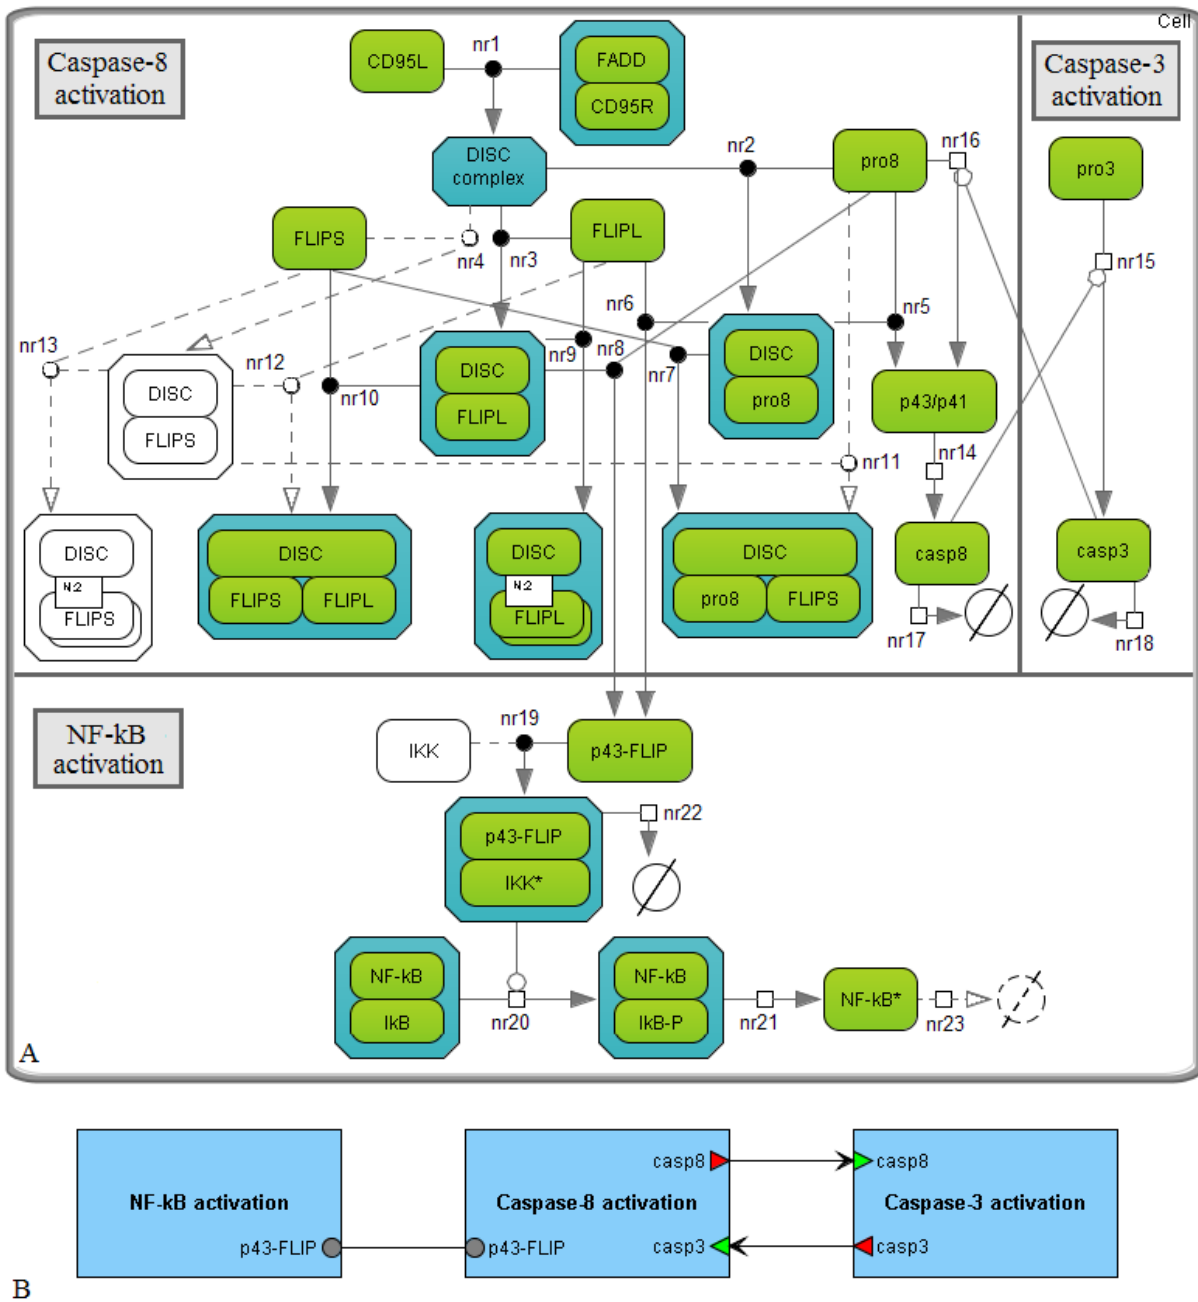 Cell
Caspase-8
activation
Caspase-3
activation
CD95L
nr1
FADD
CD95R
DISC
complex
nr2
pro8
nr16
pro3
FLIPS
nr4
nr3
FLIPL
nr15
nr6
nr5
nr13
nr12
nr9
nr8
nr7
DISC
FLIPS
nr10
DISC
FLIPL
DISC
pro8
p43/p41
nr11
nr14
DISC
N:2
FLIPS
DISC
FLIPS
FLIPL
DISC
N:2
FLIPL
DISC
pro8
FLIPS
casp8
casp3
nr17
nr18
NF-kB
activation
IKK
nr19
p43-FLIP
p43-FLIP
IKK*
nr22
NF-kB
IkB
nr20
NF-kB
IkB-P
nr21
NF-kB*
nr23
A
NF-kB activation
p43-FLIP
casp8
Caspase-8 activation
p43-FLIP
casp3
casp8
Caspase-3 activation
casp3
B